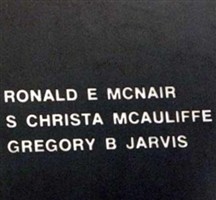 RONALD E MCNAIR
S CHRISTA MCAULIFFE
GREGORY B JARVIS